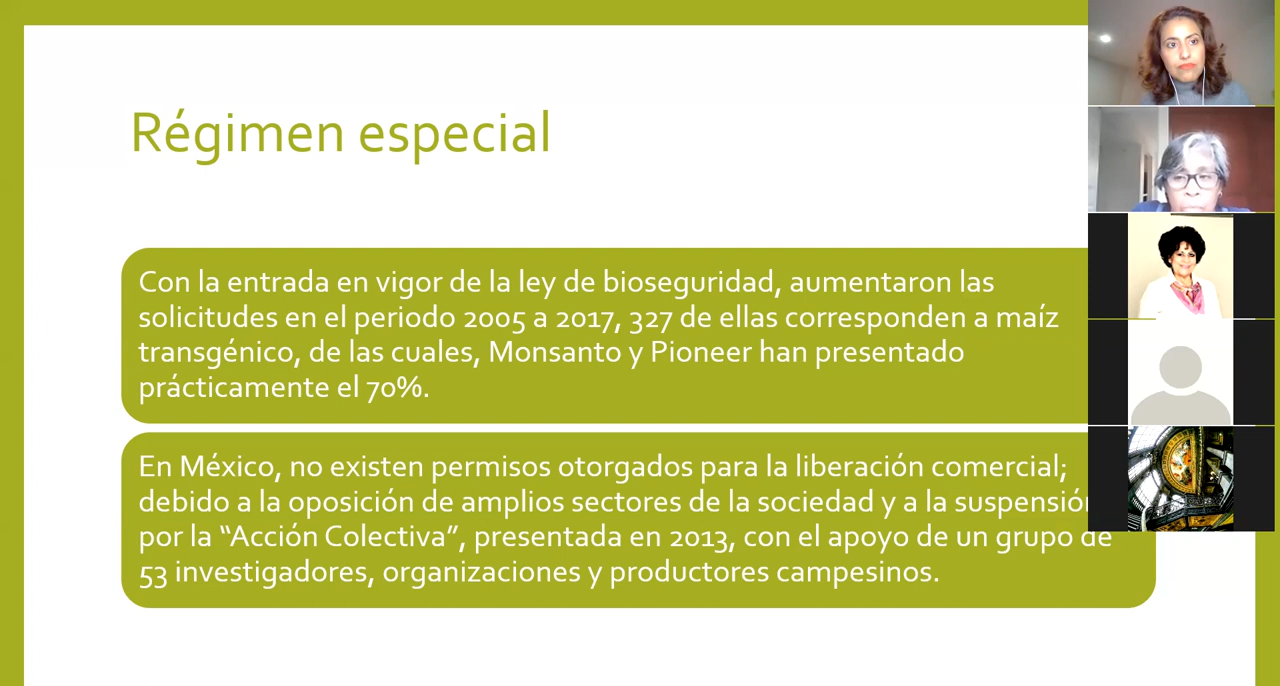 Régimen especial
Con la entrada en vigor de la ley de bioseguridad, aumentaron las
solicitudes en el periodo 2005 a 2017, 327 de ellas corresponden a maíz
transgénico, de las cuales, Monsanto y Pioneer han presentado
prácticamente el 70%.
En México, no existen permisos otorgados para la liberación comercial;
debido a la oposición de amplios sectores de la sociedad y a la suspensión
por la “Acción Colectiva”, presentada en 2013, con el apoyo de un grupo de
53 investigadores, organizaciones y productores campesinos.